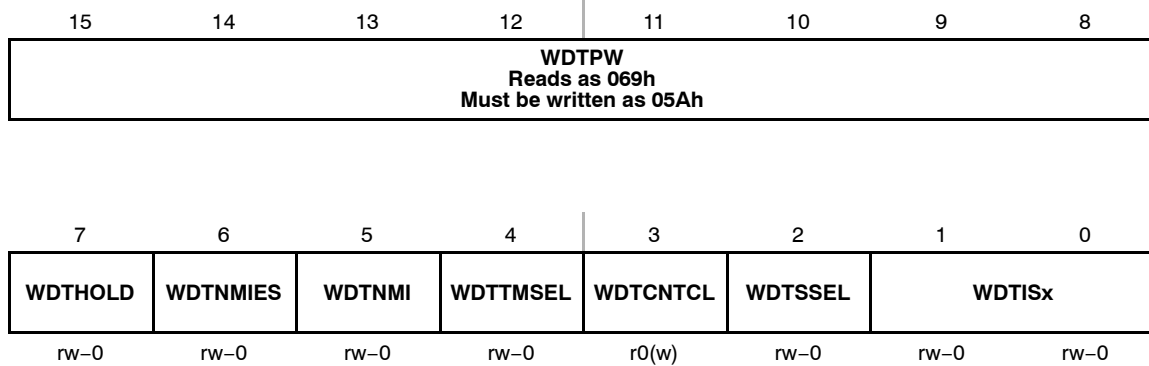 15 14 13 12 11 10 9 8
WDTPW
Reads as 069h
Must be written as 05Ah
7 6 5 4 3 2 1 0
WDTHOLD WDTNMIES WDTNMI WDTTMSEL WDTCNTCL WDTSSEL WDTISx
rw−0 rw−0 rw−0 rw−0 r0(w) rw−0 rw−0 rw−0